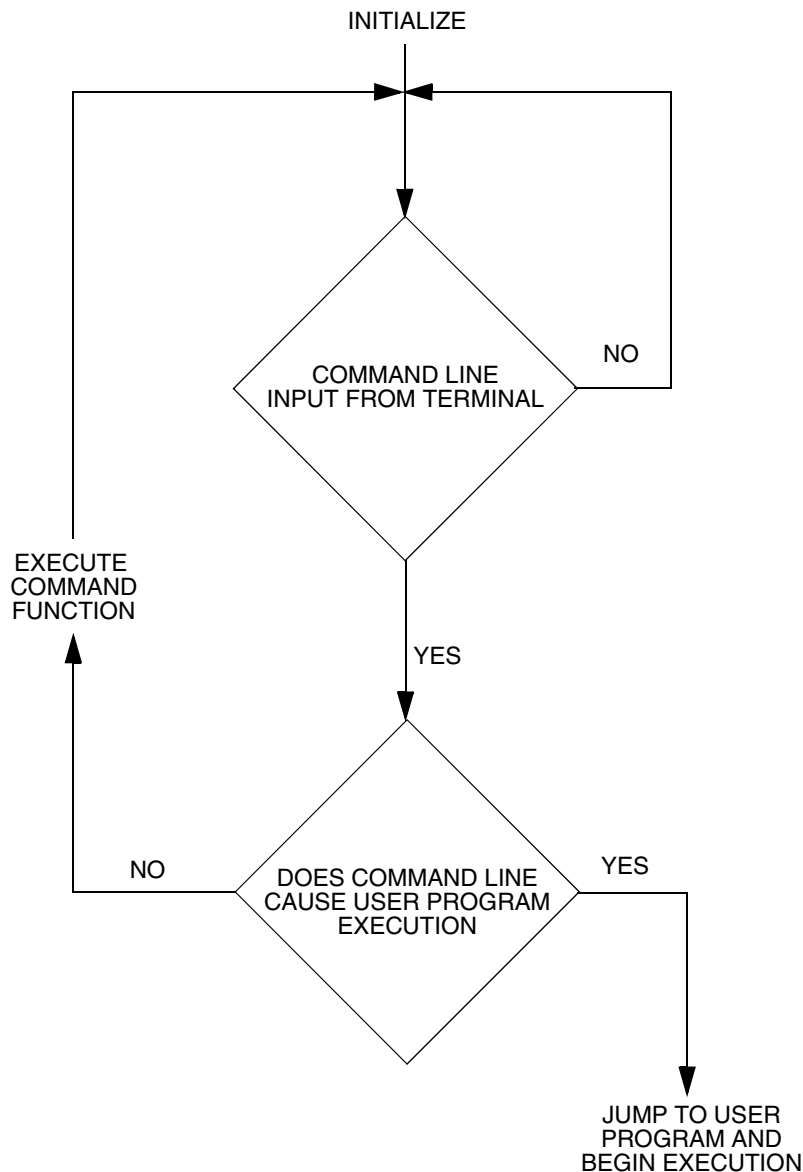 INITIALIZE
NO
COMMAND LINE
INPUT FROM TERMINAL
EXECUTE
COMMAND
FUNCTION
YES
NO
YES
DOES COMMAND LINE
CAUSE USER PROGRAM
EXECUTION
JUMP TO USER
PROGRAM AND
BEGIN EXECUTION